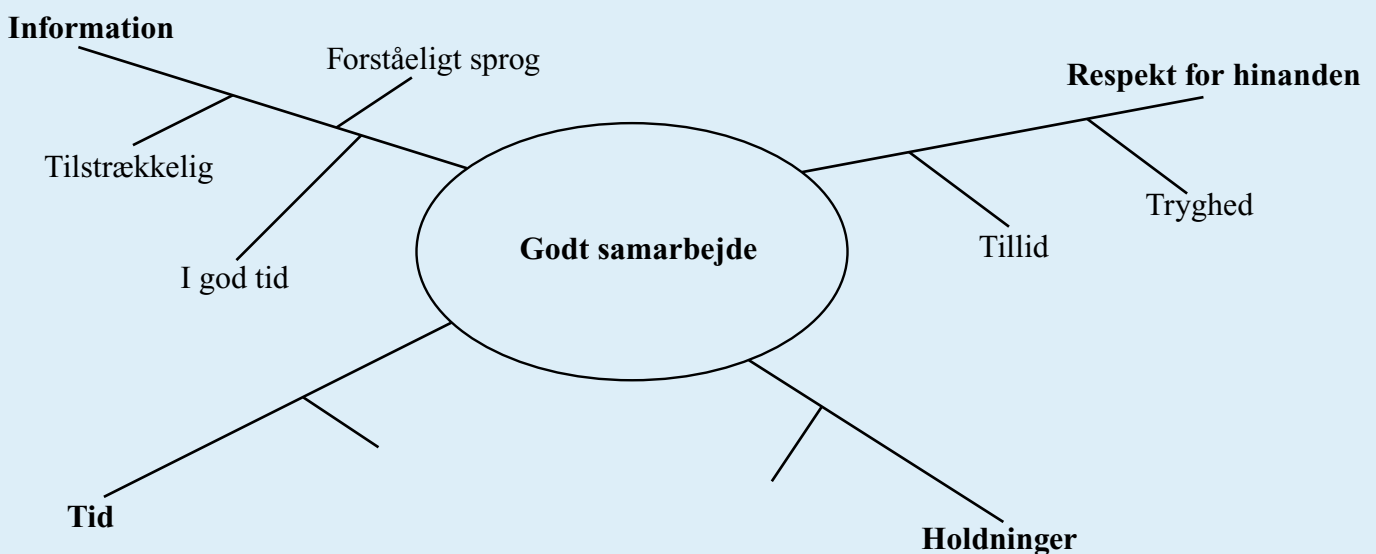 Information
Forståeligt sprog
Tilstrækkelig
I god tid
Respekt for hinanden
Tryghed
Tillid
Godt samarbejde
Tid
Holdninger